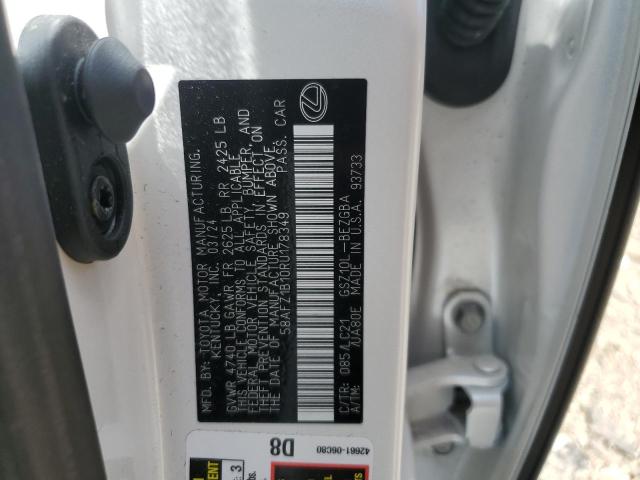 MFD. BY: TOYOTA MOTOR MANUFACTURING.
KENTUCKY, INC. 03/24
GVWR 4740 LB GAWR FR 2625 LB RR 2425 LB
THIS VEHICLE CONFORMS TO ALL APPLICABLE
FEDERAL MOTOR VEHICLE SAFETY, BUMPER, AND
THEFT PREVENTION STANDARDS IN EFFECT ON
THE DATE OF MANUFACTURE SHOWN ABOVE.
58AFZ1B10RU178349 PASS. CAR
C/TR: 085/LC21 GSZ10L-BEZGBA
A/TM: /UA80E MADE IN U.S.A. 93733
D8
42661-06C80
3